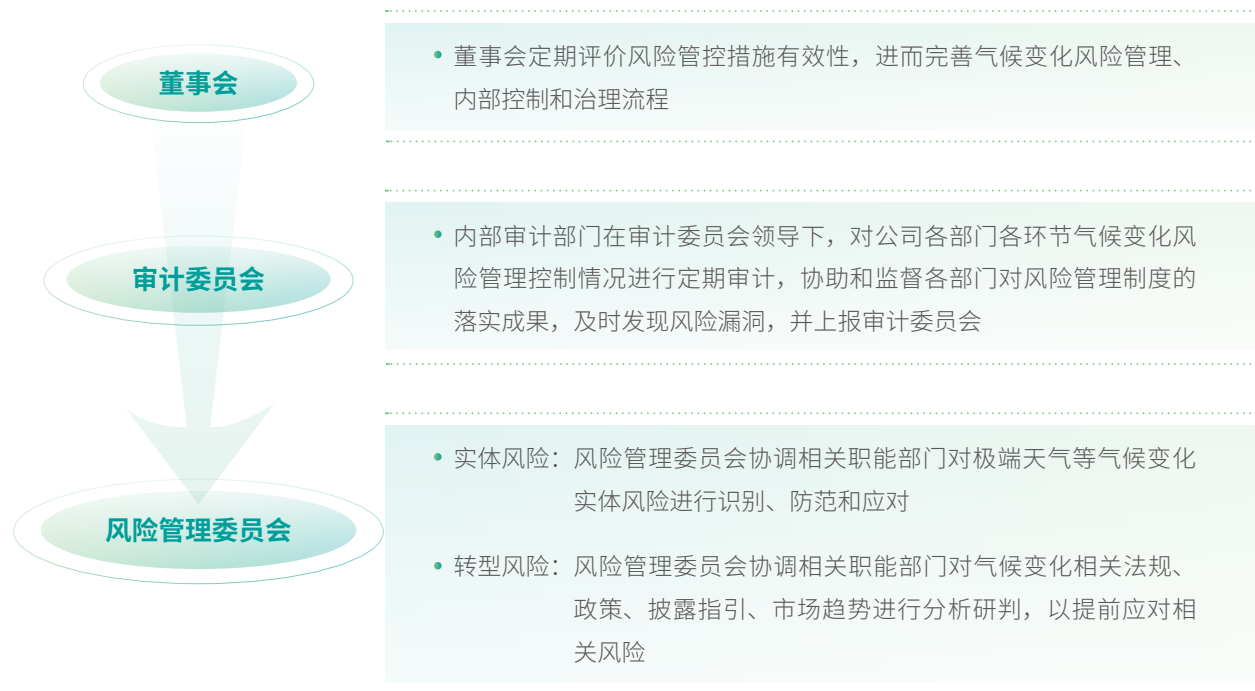 董事会
• 董事会定期评价风险管控措施有效性，进而完善气候变化风险管理、
内部控制和治理流程
审计委员会
• 内部审计部门在审计委员会领导下，对公司各部门各环节气候变化风
险管理控制情况进行定期审计，协助和监督各部门对风险管理制度的
落实成果，及时发现风险漏洞，并上报审计委员会
风险管理委员会
• 实体风险：风险管理委员会协调相关职能部门对极端天气等气候变化
实体风险进行识别、防范和应对
• 转型风险：风险管理委员会协调相关职能部门对气候变化相关法规、
政策、披露指引、市场趋势进行分析研判，以提前应对相
关风险